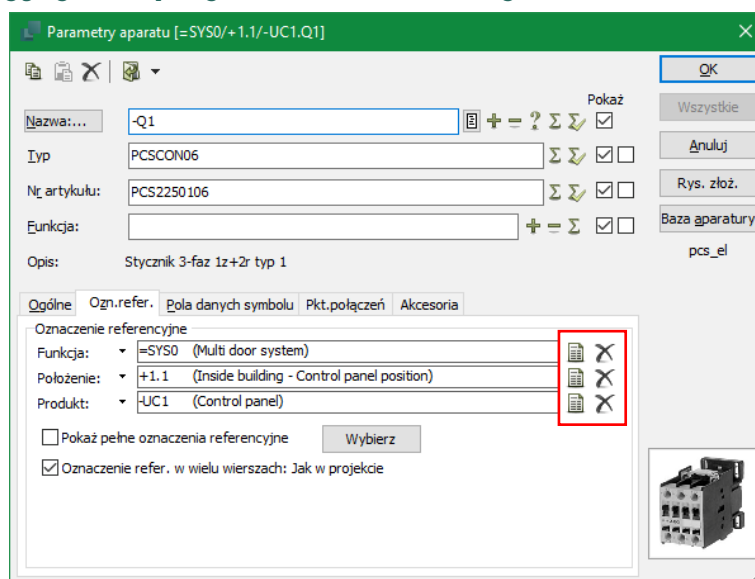 Parametry aparatu [=SYS0/+1.1/-UC1.Q1]
OK
Pokaż
Wszystkie
Nazwa:...
-Q1
Anuluj
Typ
PCSCON06
Rys. złoż.
Nr artykułu:
PCS2250106
Baza aparatury
Funkcja:
pcs_el
Opis:
Stycznik 3-faz 1z+2r typ 1
Ogólne Ozn.refer. Pola danych symbolu Pkt.połączeń Akcesoria
Oznaczenie referencyjne
Funkcja: =SYS0 (Multi door system)
Położenie: +1.1 (Inside building - Control panel position)
Produkt: -UC1 (Control panel)
Pokaż pełne oznaczenia referencyjne Wybierz
Oznaczenie refer. w wielu wierszach: Jak w projekcie